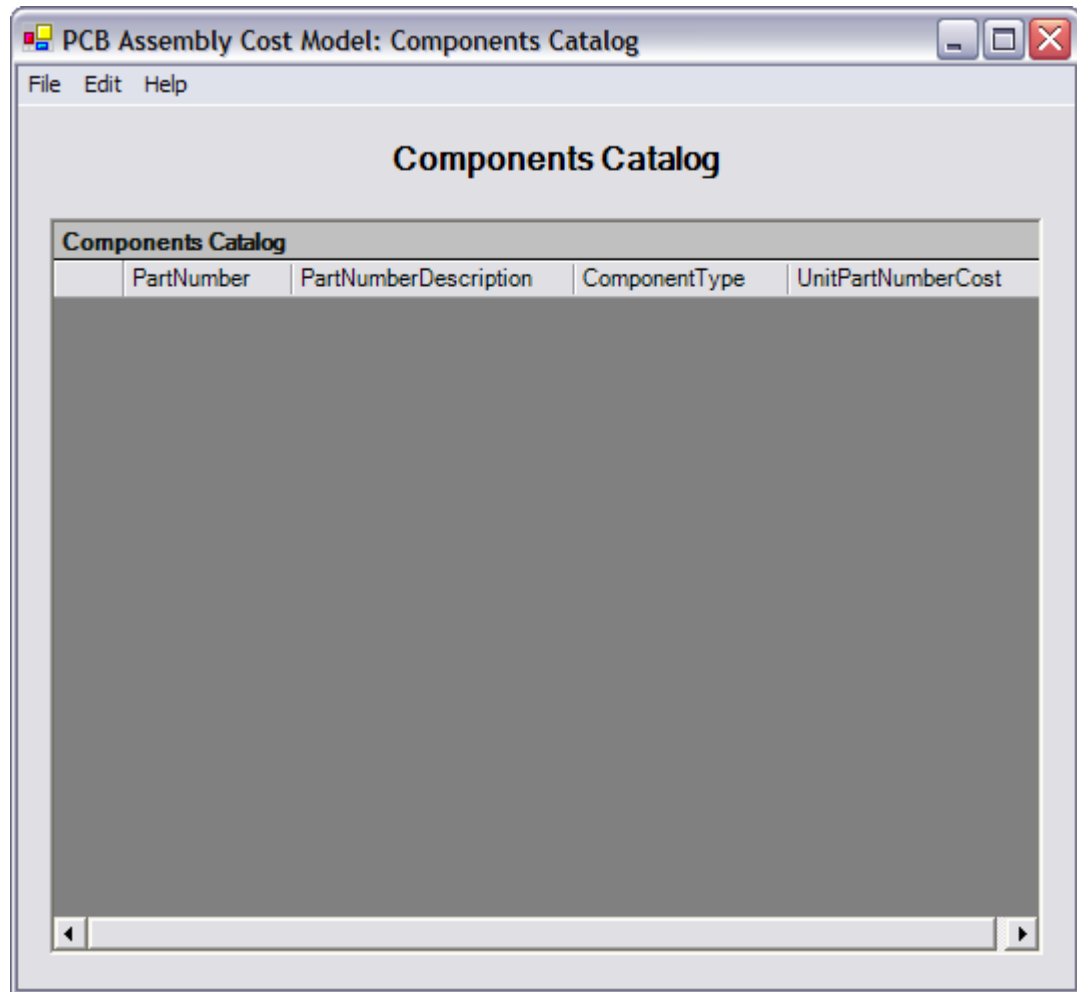 PCB Assembly Cost Model: Components Catalog
File Edit Help
Components Catalog
Components Catalog
PartNumber PartNumberDescription ComponentType UnitPartNumberCost